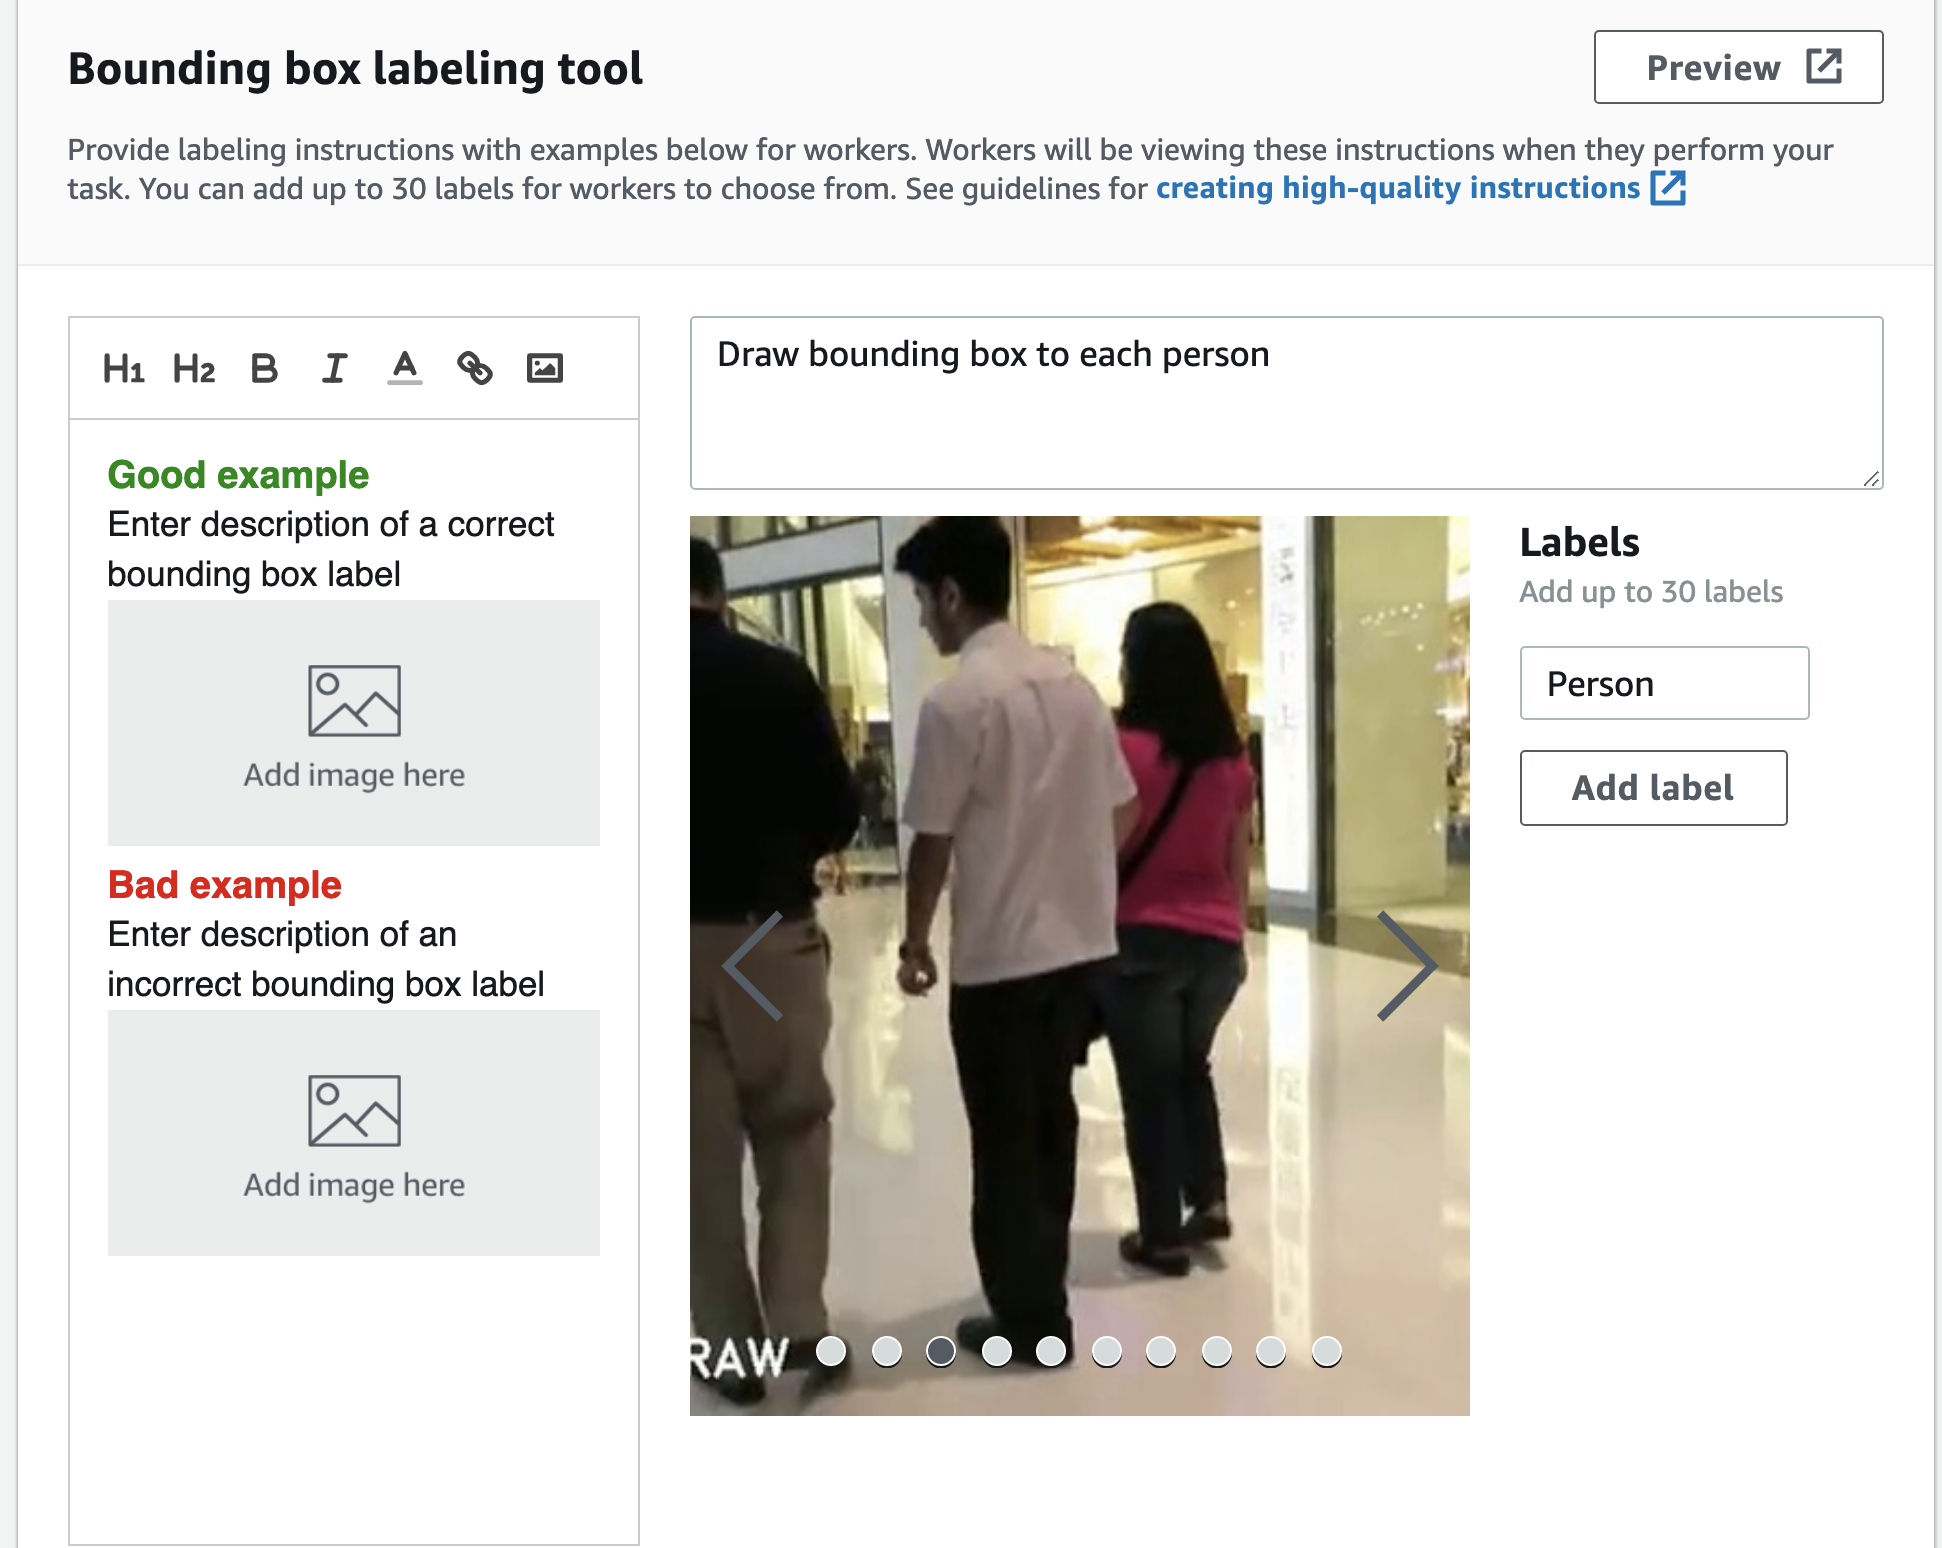 Bounding box labeling tool
Preview
Provide labeling instructions with examples below for workers. Workers will be viewing these instructions when they perform your
task. You can add up to 30 labels for workers to choose from. See guidelines for creating high-quality instructions
H1 H2 B I A
Good example
Enter description of a correct
bounding box label
Add image here
Bad example
Enter description of an
incorrect bounding box label
Add image here
Draw bounding box to each person
RAW
Labels
Add up to 30 labels
Person
Add label